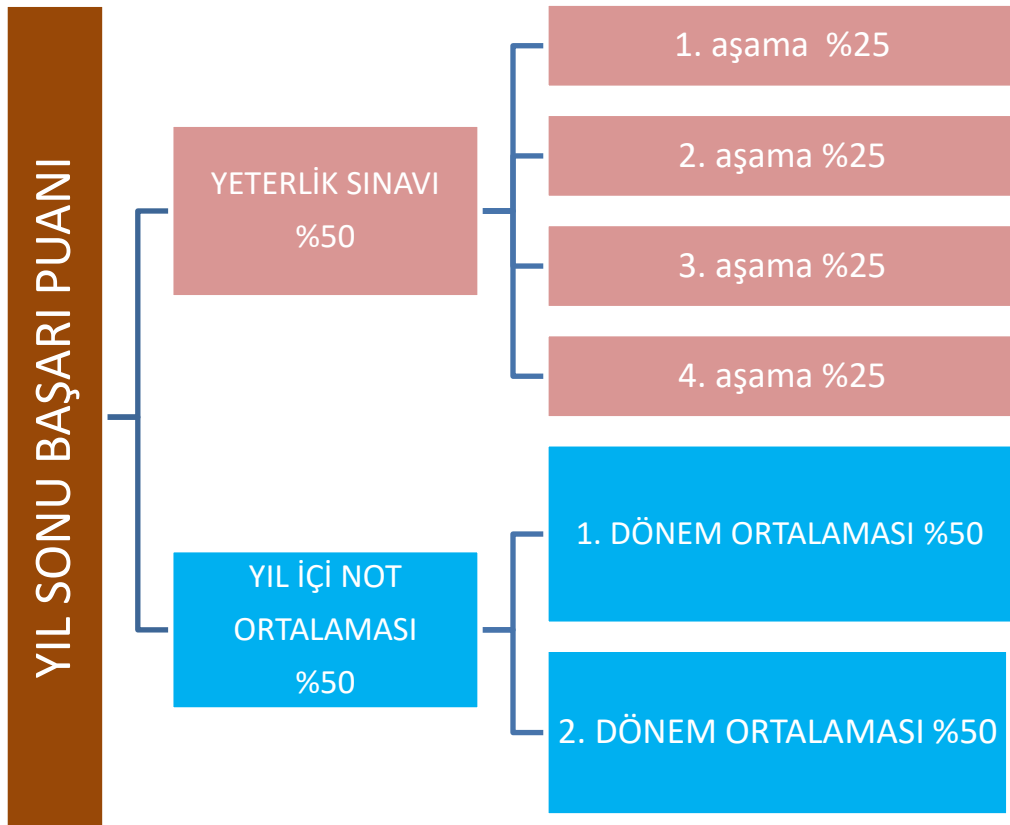 YIL SONU BAŞARI PUANI
YETERLİK SINAVI
%50
1. aşama %25
2. aşama %25
3. aşama %25
4. aşama %25
YIL İÇİ NOT
ORTALAMASI
%50
1. DÖNEM ORTALAMASI %50
2. DÖNEM ORTALAMASI %50